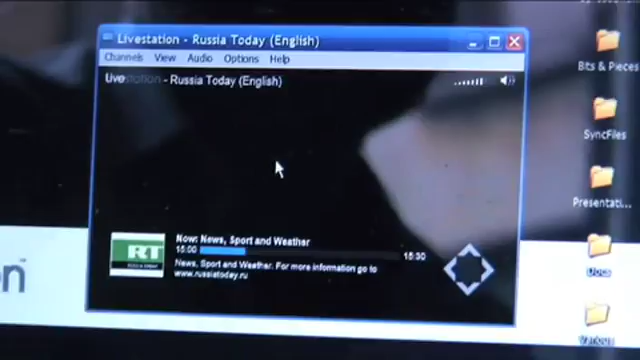 Livestation - Russia Today (English)
Channels View Audio Options Help
Livestation - Russia Today (English)
Now: News, Sport and Weather
15:00 15:30
News, Sport and Weather. For more information go to
www.russiatoday.ru
RT
Bits & Pieces
SyncFiles
Presentati...
Docs
Various
on™